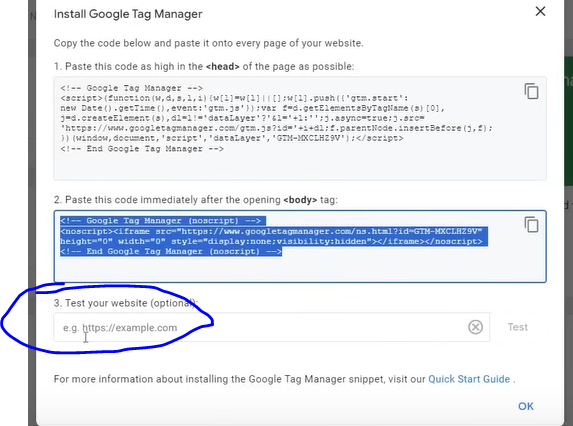 Install Google Tag Manager
Copy the code below and paste it onto every page of your website.
1. Paste this code as high in the <head> of the page as possible:
<!-- Google Tag Manager -->
<script>(function(w,d,s,l,i){w[l]=w[l]||[];w[l].push({'gtm.start':
new Date().getTime(),event:'gtm.js'});var f=d.getElementsByTagName(s)[0],
j=d.createElement(s),dl=l!='dataLayer'?'&l='+l:'';j.async=true;j.src=
'https://www.googletagmanager.com/gtm.js?id='+i+dl;f.parentNode.insertBefore(j,f);
})(window,document,'script','dataLayer','GTM-MXCLHZ9V');</script>
<!-- End Google Tag Manager -->
2. Paste this code immediately after the opening <body> tag:
<!-- Google Tag Manager (noscript) -->
<noscript><iframe src="https://www.googletagmanager.com/ns.html?id=GTM-MXCLHZ9V"
height="0" width="0" style="display:none;visibility:hidden"></iframe></noscript>
<!-- End Google Tag Manager (noscript) -->
3. Test your website (optional):
e.g. https://example.com
Test
For more information about installing the Google Tag Manager snippet, visit our Quick Start Guide .
OK